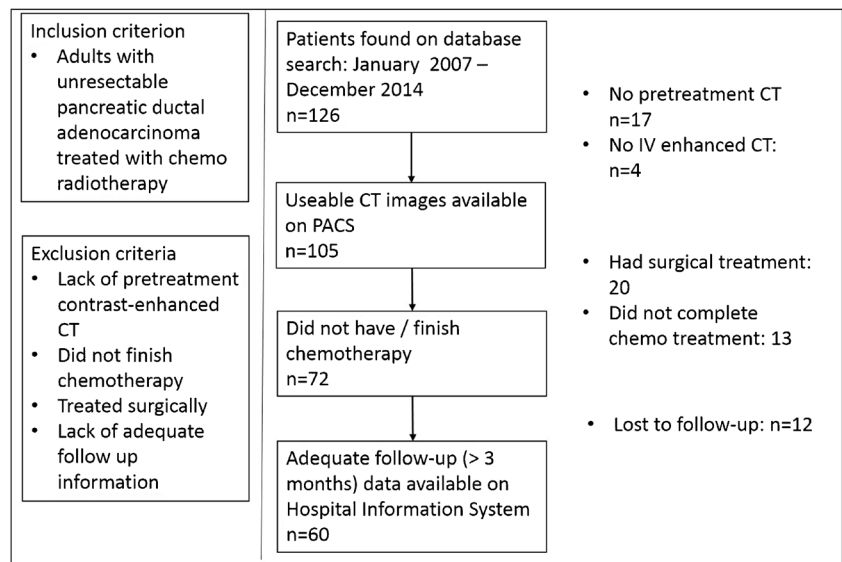 Inclusion criterion
• Adults with
unresectable
pancreatic ductal
adenocarcinoma
treated with chemo
radiotherapy
Exclusion criteria
• Lack of pretreatment
contrast-enhanced
CT
• Did not finish
chemotherapy
• Treated surgically
• Lack of adequate
follow up
information
Patients found on database
search: January 2007 –
December 2014
n=126
Useable CT images available
on PACS
n=105
Did not have / finish
chemotherapy
n=72
Adequate follow-up (> 3
months) data available on
Hospital Information System
n=60
• No pretreatment CT
n=17
• No IV enhanced CT:
n=4
• Had surgical treatment:
20
• Did not complete
chemo treatment: 13
• Lost to follow-up: n=12